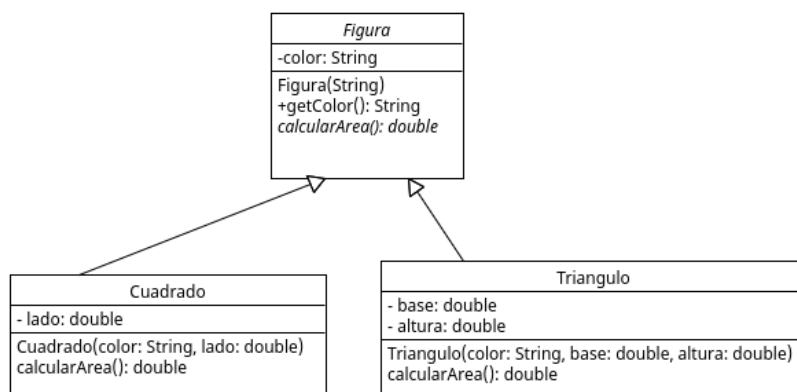 Figura
-color: String
Figura(String)
+getColor(): String
calcularArea(): double
Cuadrado
- lado: double
Cuadrado(color: String, lado: double)
calcularArea(): double
Triangulo
- base: double
- altura: double
Triangulo(color: String, base: double, altura: double)
calcularArea(): double